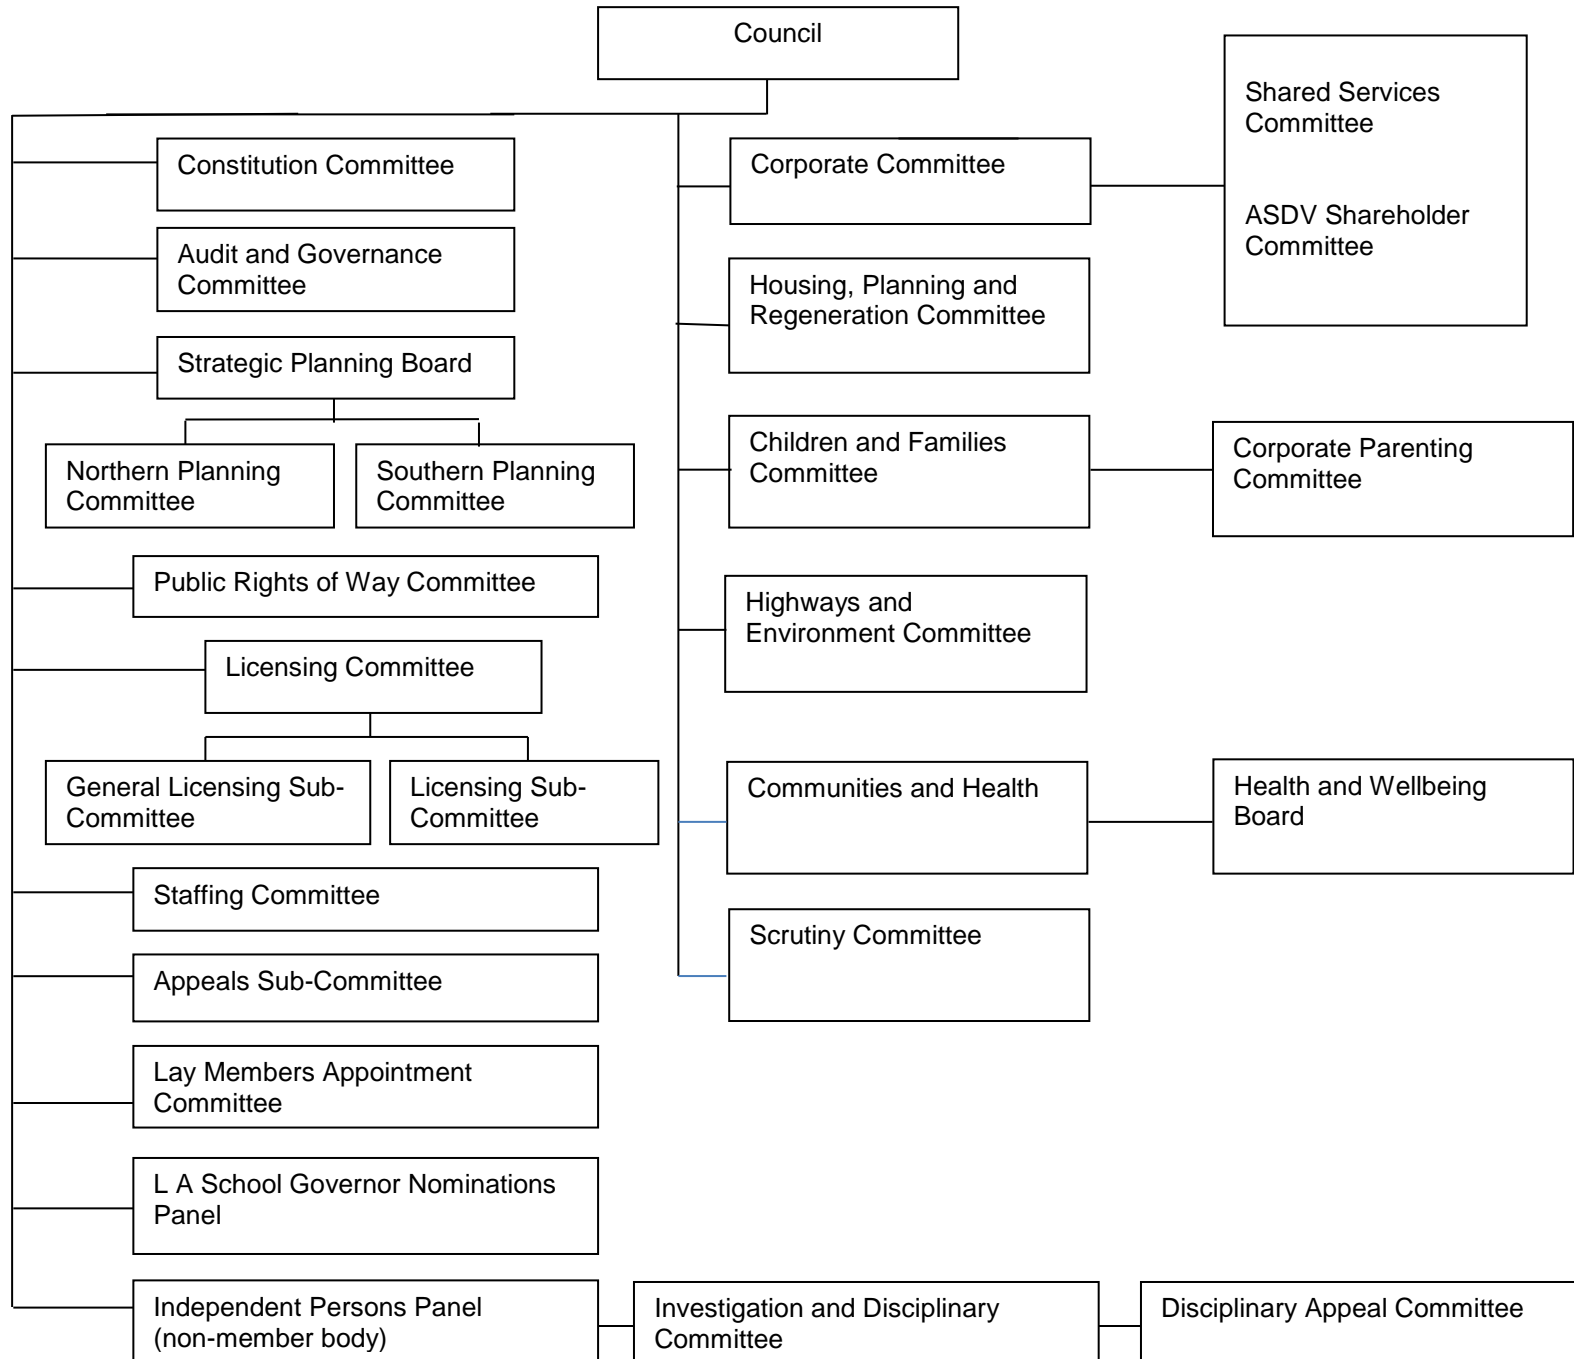 Council
Shared Services
Committee
ASDV Shareholder
Committee
Constitution Committee
Audit and Governance
Committee
Strategic Planning Board
Northern Planning
Committee
Southern Planning
Committee
Public Rights of Way Committee
Licensing Committee
General Licensing Sub-
Committee
Licensing Sub-
Committee
Staffing Committee
Appeals Sub-Committee
Lay Members Appointment
Committee
L A School Governor Nominations
Panel
Independent Persons Panel
(non-member body)
Investigation and Disciplinary
Committee
Disciplinary Appeal Committee
Corporate Committee
Housing, Planning and
Regeneration Committee
Children and Families
Committee
Corporate Parenting
Committee
Highways and
Environment Committee
Communities and Health
Health and Wellbeing
Board
Scrutiny Committee